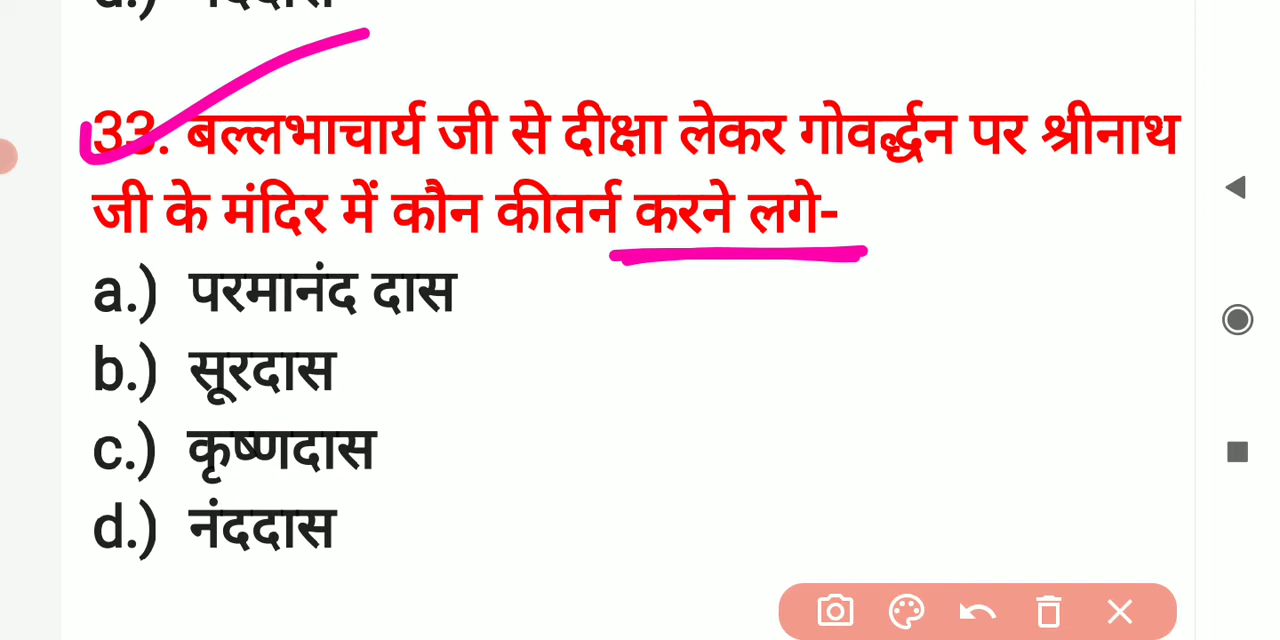 33. बल्लभाचार्य जी से दीक्षा लेकर गोवर्द्धन पर श्रीनाथ
जी के मंदिर में कौन कीतर्न करने लगे-
a.) परमानंद दास
b.) सूरदास
c.) कृष्णदास
d.) नंददास